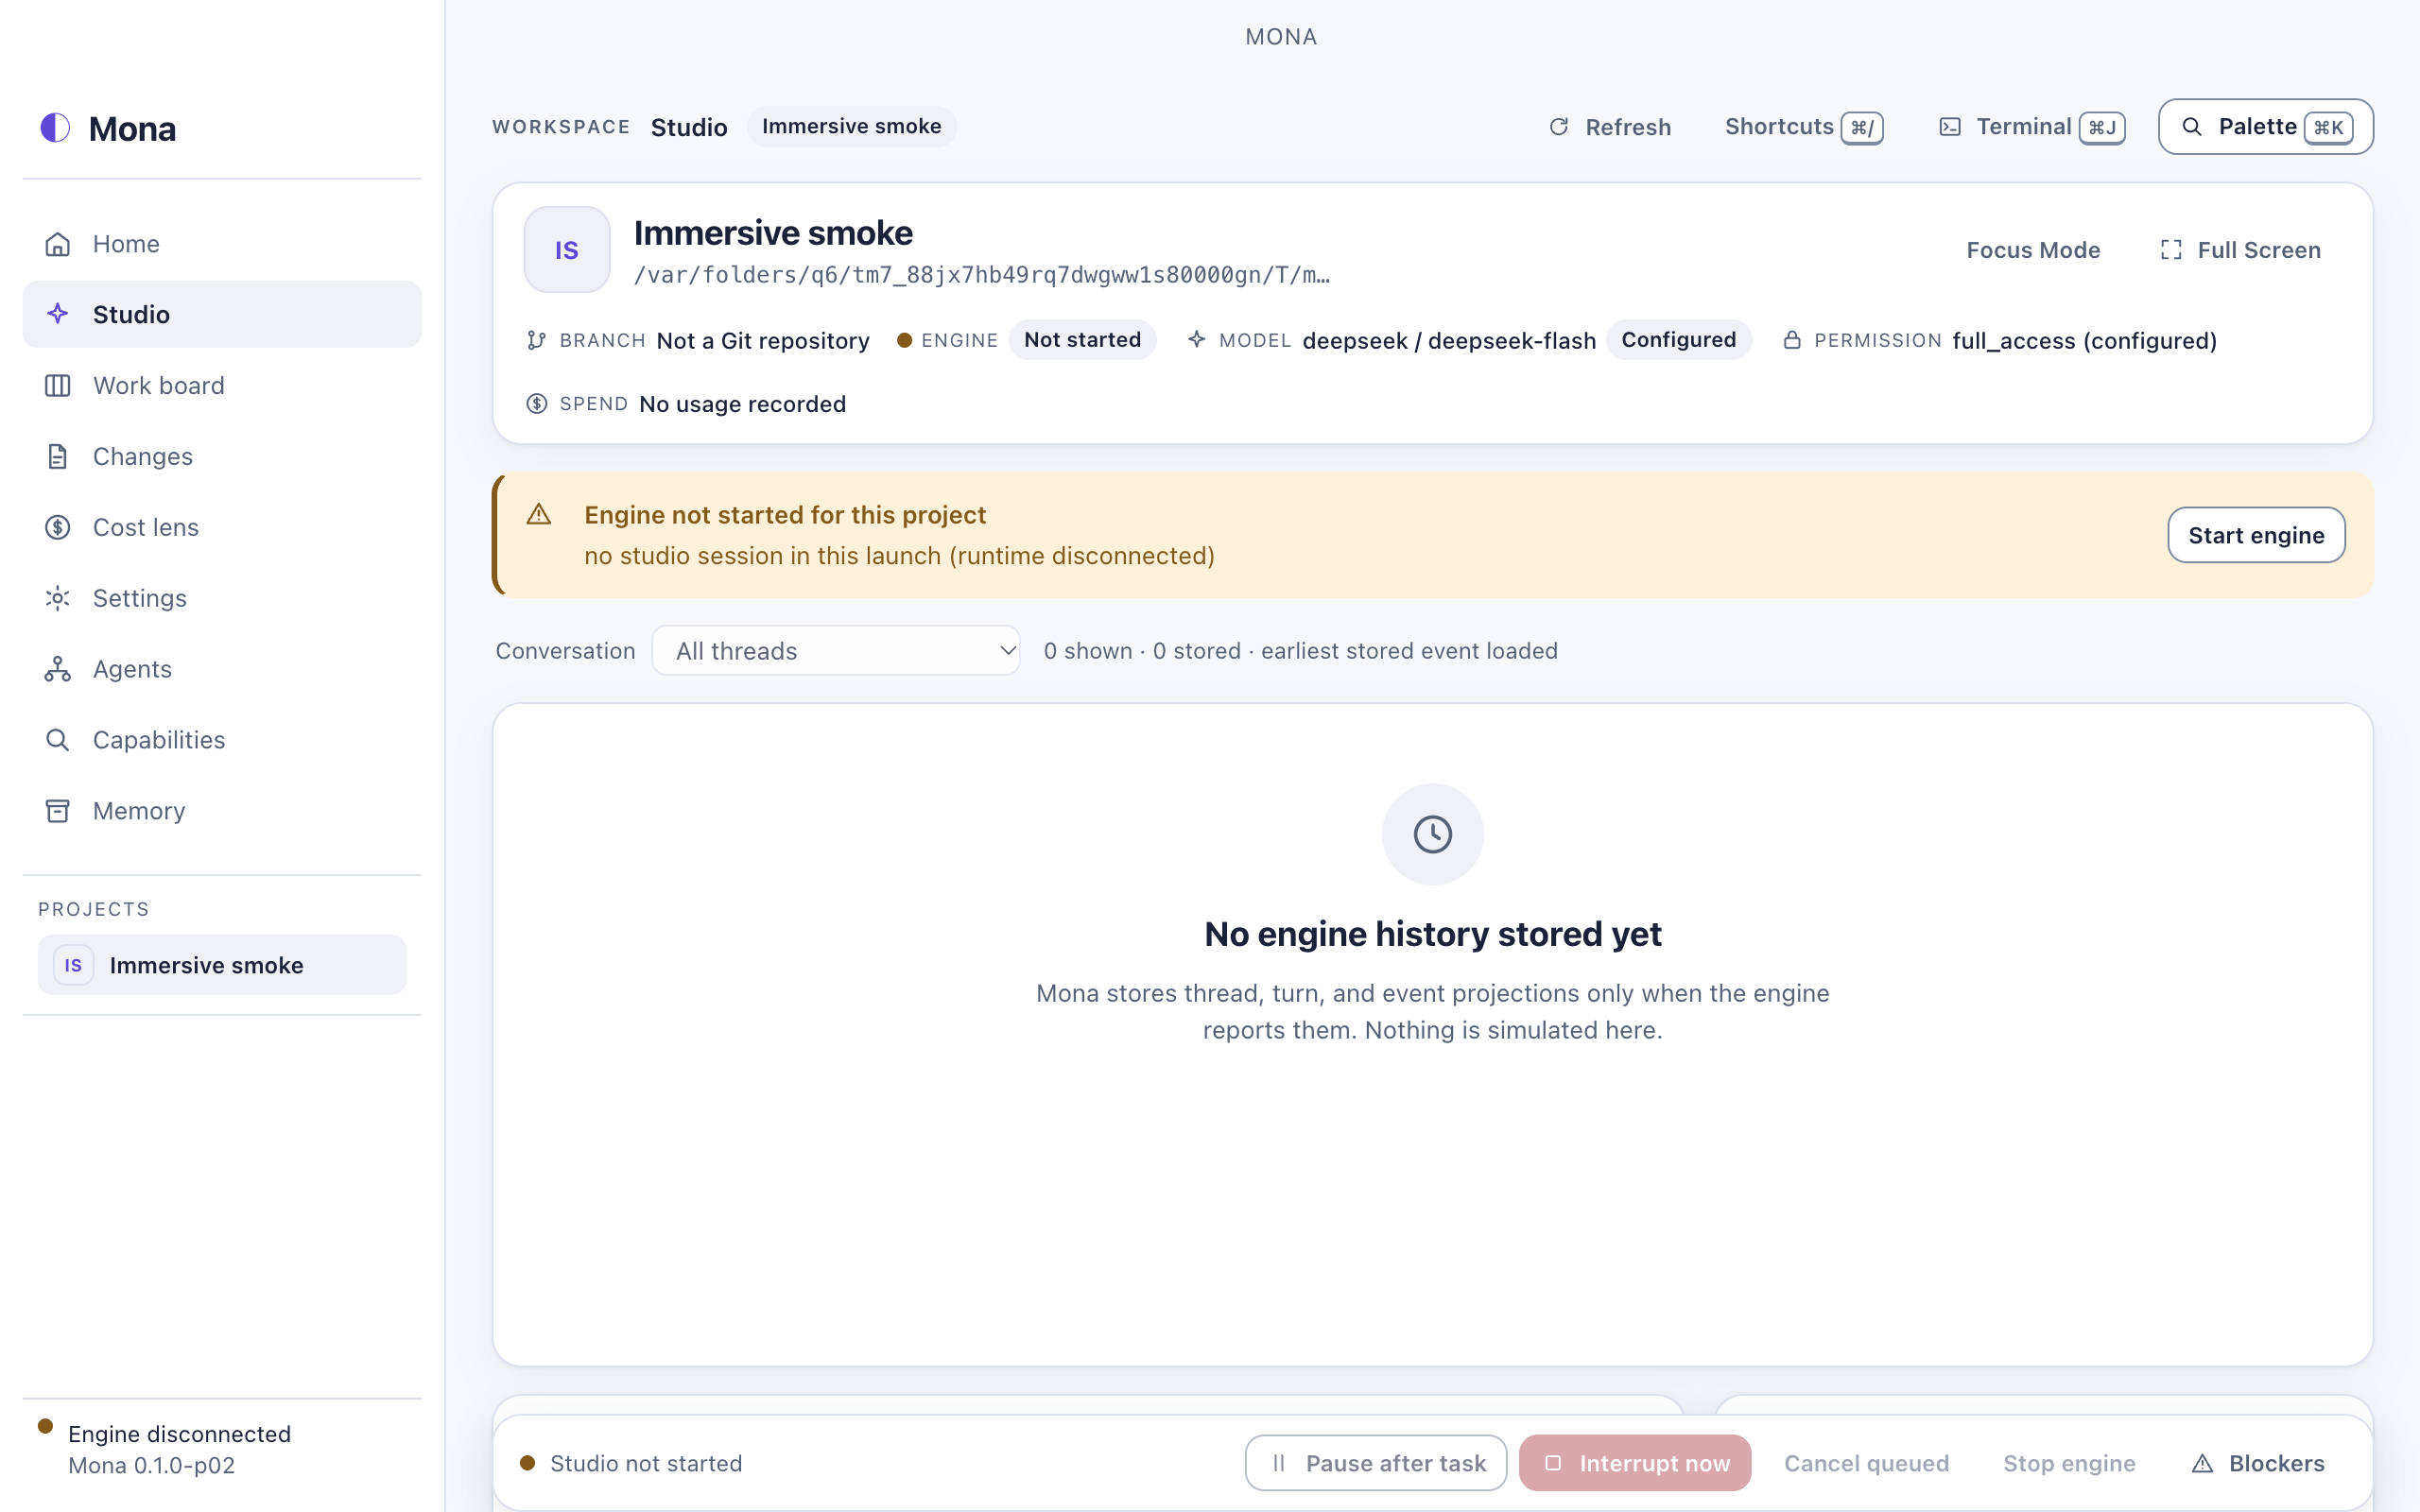 MONA
Mona
Home
Studio
Work board
Changes
Cost lens
Settings
Agents
Capabilities
Memory
PROJECTS
IS Immersive smoke
Engine disconnected
Mona 0.1.0-p02
WORKSPACE Studio Immersive smoke
Refresh Shortcuts ⌘/ Terminal ⌘J Palette ⌘K
IS
Immersive smoke
/var/folders/q6/tm7_88jx7hb49rq7dwgww1s80000gn/T/m…
Focus Mode Full Screen
BRANCH Not a Git repository ENGINE Not started MODEL deepseek / deepseek-flash Configured PERMISSION full_access (configured)
SPEND No usage recorded
Engine not started for this project
no studio session in this launch (runtime disconnected)
Start engine
Conversation All threads 0 shown · 0 stored · earliest stored event loaded
No engine history stored yet
Mona stores thread, turn, and event projections only when the engine
reports them. Nothing is simulated here.
Studio not started Pause after task Interrupt now Cancel queued Stop engine Blockers